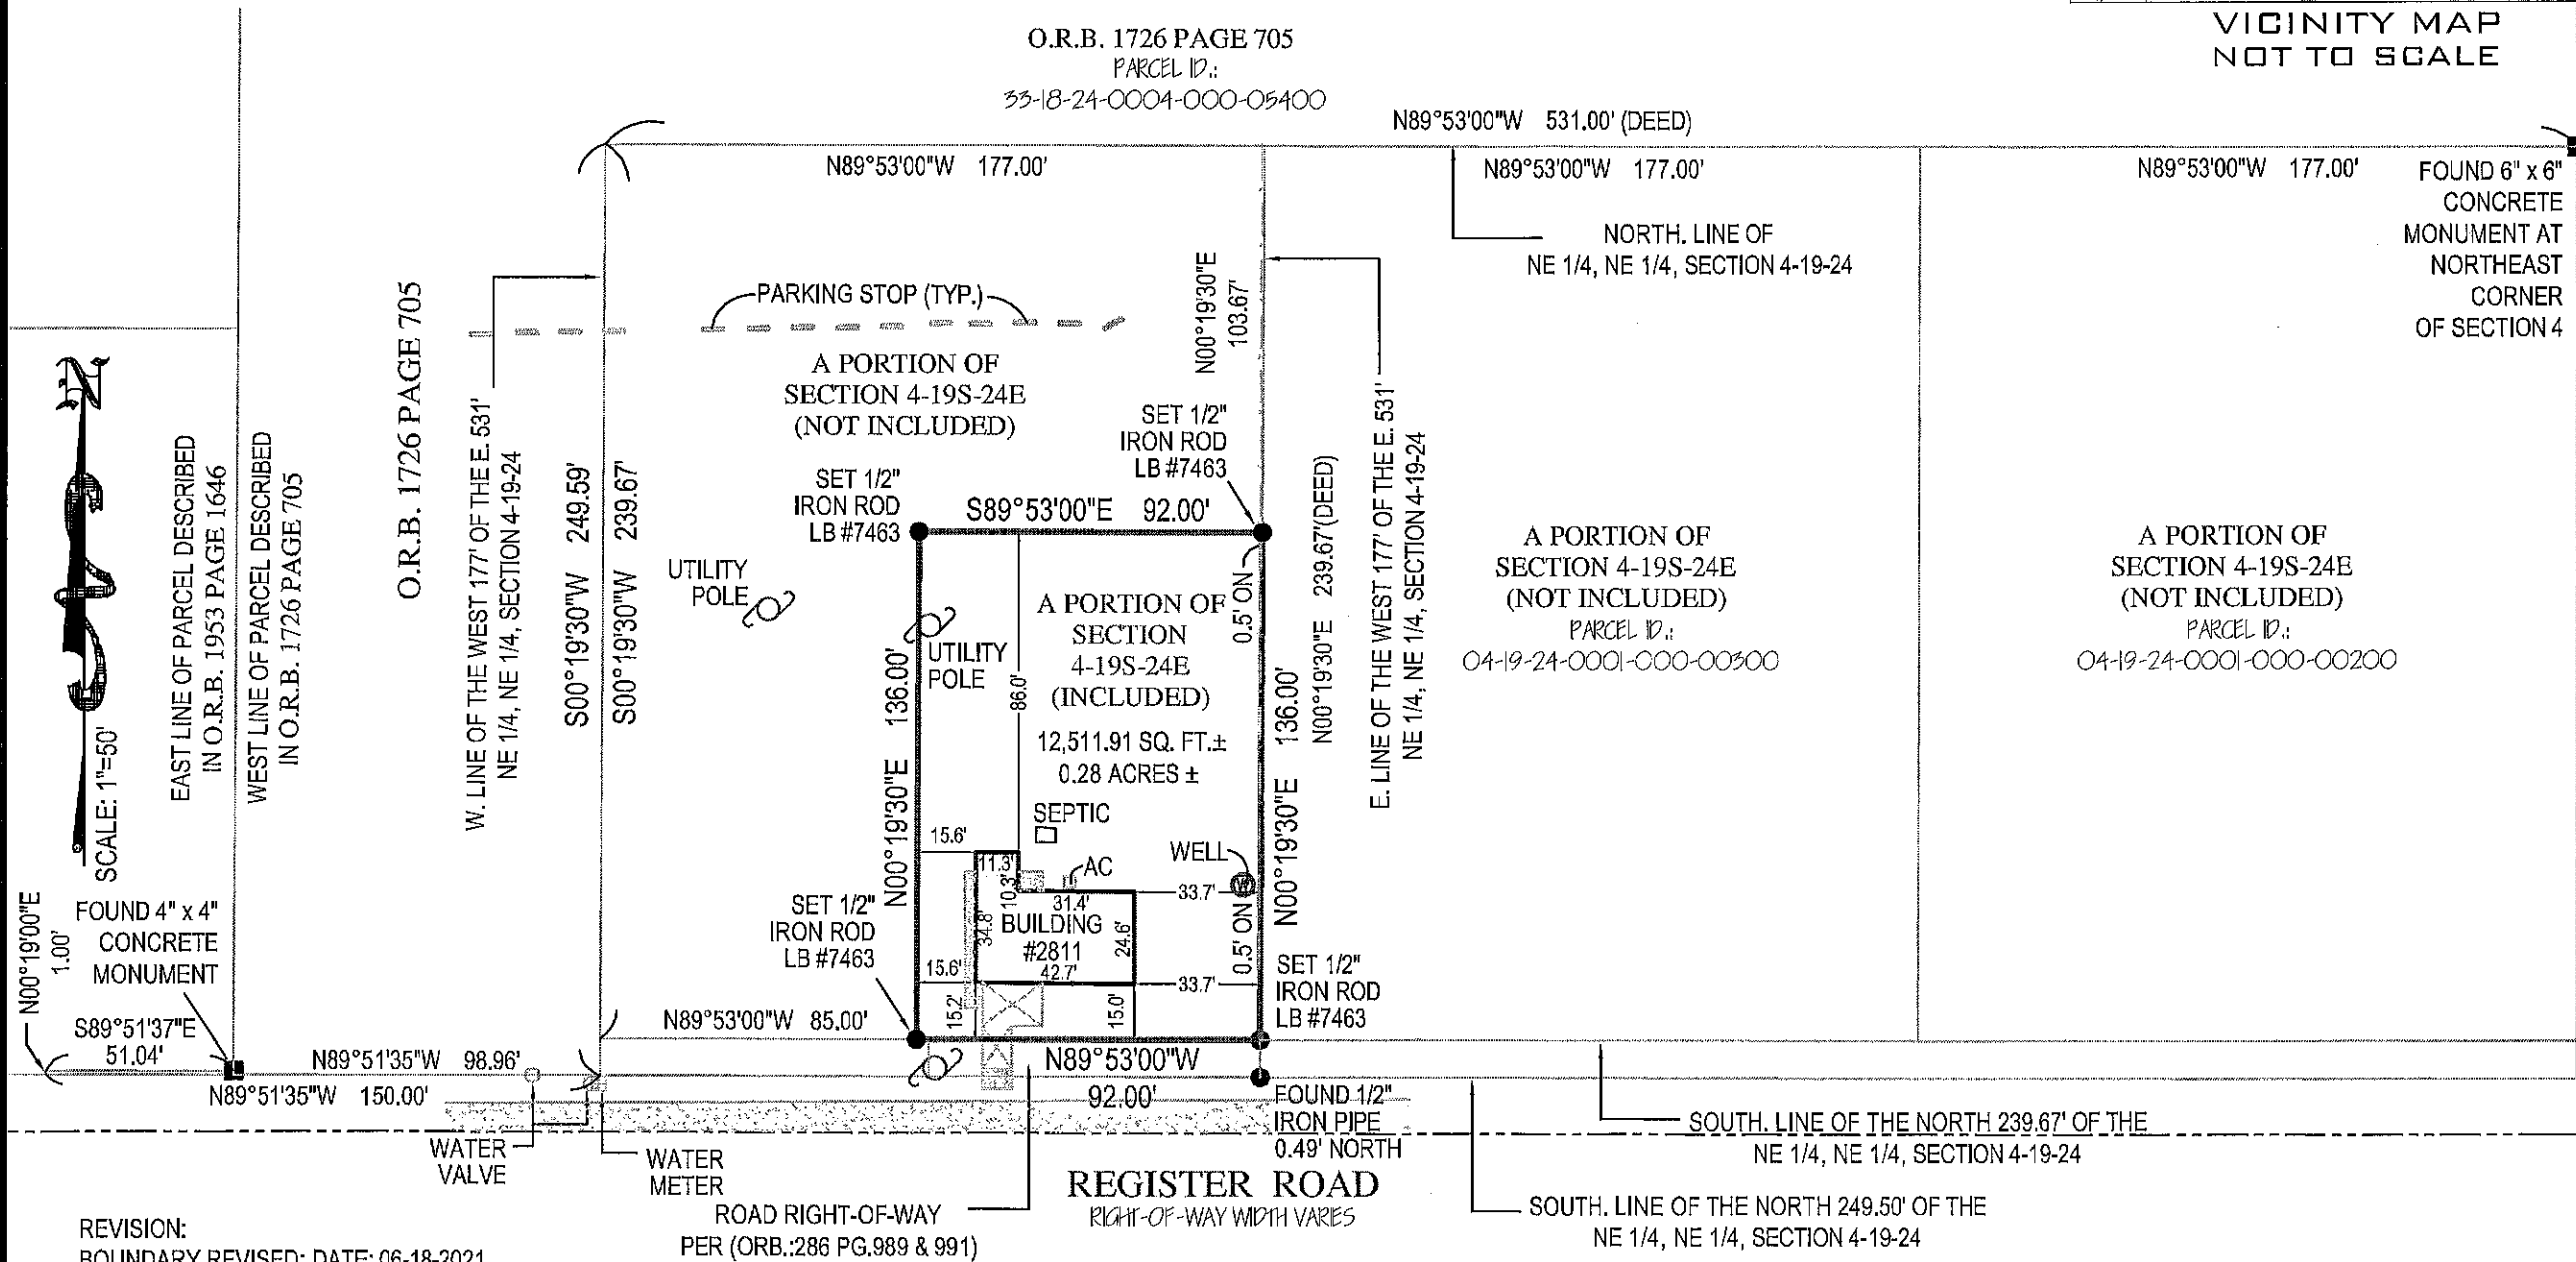 VICINITY MAP
NOT TO SCALE
O.R.B. 1726 PAGE 705
PARCEL ID.:
33-18-24-0004-000-05400
N89°53'00"W 531.00' (DEED)
N89°53'00"W 177.00'
N89°53'00"W 177.00'
N89°53'00"W 177.00'
FOUND 6" x 6"
CONCRETE
MONUMENT AT
NORTHEAST
CORNER
OF SECTION 4
NORTH. LINE OF
NE 1/4, NE 1/4, SECTION 4-19-24
N00°19'30"E
103.67'
PARKING STOP (TYP.)
A PORTION OF
SECTION 4-19S-24E
(NOT INCLUDED)
SET 1/2"
IRON ROD
LB #7463
SET 1/2"
IRON ROD
LB #7463
S89°53'00"E 92.00'
N
SCALE: 1"=50'
EAST LINE OF PARCEL DESCRIBED
IN O.R.B. 1953 PAGE 1646
WEST LINE OF PARCEL DESCRIBED
IN O.R.B. 1726 PAGE 705
O.R.B. 1726 PAGE 705
W. LINE OF THE WEST 177' OF THE E. 531'
NE 1/4, NE 1/4, SECTION 4-19-24
S00°19'30"W 249.59'
S00°19'30"W 239.67'
UTILITY
POLE
UTILITY
POLE
N00°19'30"E 136.00'
86.0'
A PORTION OF
SECTION
4-19S-24E
(INCLUDED)
12,511.91 SQ. FT.±
0.28 ACRES ±
0.5' ON
N00°19'30"E 136.00'
N00°19'30"E 239.67'(DEED)
E. LINE OF THE WEST 177' OF THE E. 531'
NE 1/4, NE 1/4, SECTION 4-19-24
A PORTION OF
SECTION 4-19S-24E
(NOT INCLUDED)
PARCEL ID.:
04-19-24-0001-000-00300
A PORTION OF
SECTION 4-19S-24E
(NOT INCLUDED)
PARCEL ID.:
04-19-24-0001-000-00200
SEPTIC
15.6'
11.3'
10.3'
AC
WELL
W
33.7'
31.4'
34.8'
BUILDING
#2811
24.6'
42.7'
0.5' ON
15.6'
33.7'
15.2'
15.0'
SET 1/2"
IRON ROD
LB #7463
SET 1/2"
IRON ROD
LB #7463
N00°19'00"E
1.00'
FOUND 4" x 4"
CONCRETE
MONUMENT
S89°51'37"E
51.04'
N89°53'00"W 85.00'
N89°51'35"W 98.96'
N89°51'35"W 150.00'
N89°53'00"W
92.00'
FOUND 1/2"
IRON PIPE
0.49' NORTH
WATER
VALVE
WATER
METER
REGISTER ROAD
RIGHT-OF-WAY WIDTH VARIES
ROAD RIGHT-OF-WAY
PER (ORB.:286 PG.989 & 991)
SOUTH. LINE OF THE NORTH 239.67' OF THE
NE 1/4, NE 1/4, SECTION 4-19-24
SOUTH. LINE OF THE NORTH 249.50' OF THE
NE 1/4, NE 1/4, SECTION 4-19-24
REVISION:
BOUNDARY REVISED: DATE: 06-18-2021